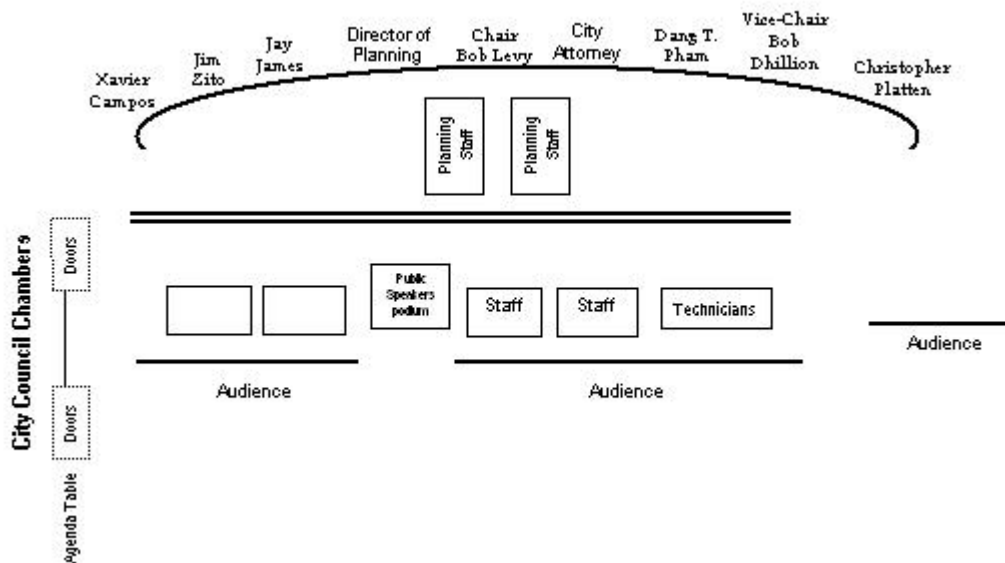 Xavier
Campos
Jim
Zito
Jay
James
Director of
Planning
Chair
Bob Levy
City
Attorney
Dang T.
Pham
Vice-Chair
Bob
Dhillion
Christopher
Platten
Planning
Staff
Planning
Staff
City Council Chambers
Doors
Public
Speakers
podium
Staff
Staff
Technicians
Audience
Audience
Audience
Doors
Agenda Table